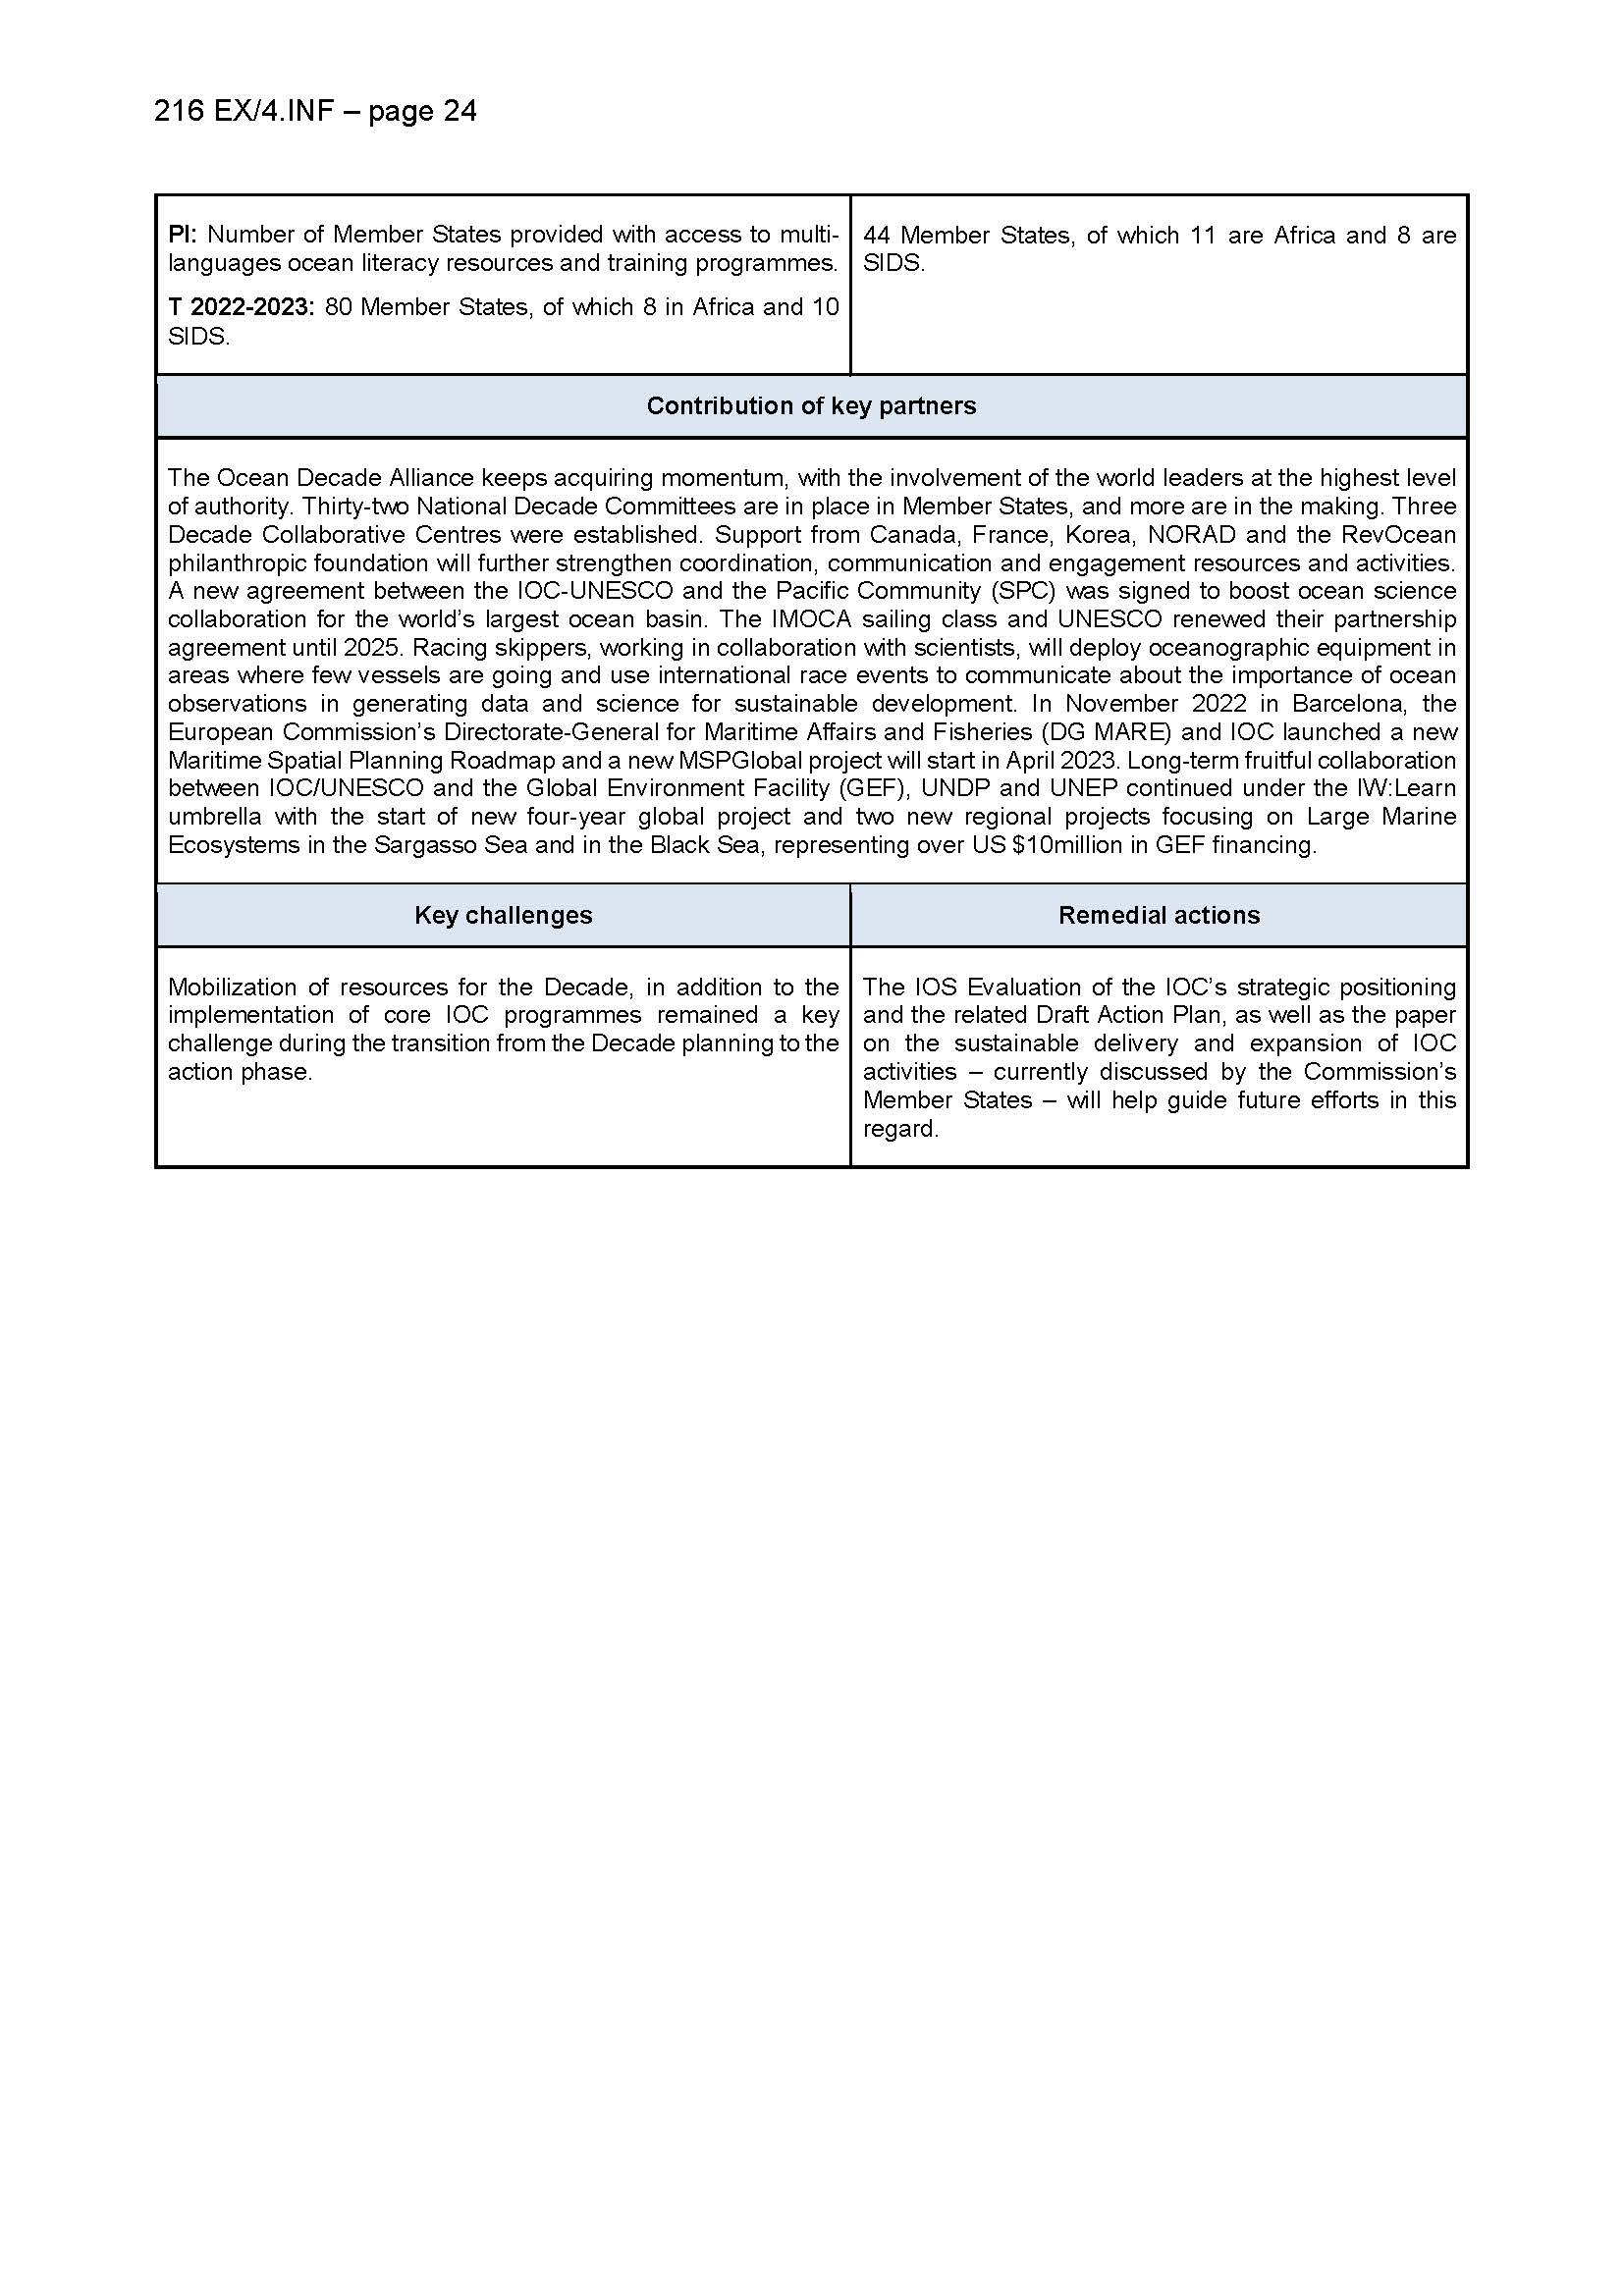 216 EX/4.INF – page 24
PI: Number of Member States provided with access to multi-
languages ocean literacy resources and training programmes.
T 2022-2023: 80 Member States, of which 8 in Africa and 10
SIDS.
44 Member States, of which 11 are Africa and 8 are
SIDS.
Contribution of key partners
The Ocean Decade Alliance keeps acquiring momentum, with the involvement of the world leaders at the highest level
of authority. Thirty-two National Decade Committees are in place in Member States, and more are in the making. Three
Decade Collaborative Centres were established. Support from Canada, France, Korea, NORAD and the RevOcean
philanthropic foundation will further strengthen coordination, communication and engagement resources and activities.
A new agreement between the IOC-UNESCO and the Pacific Community (SPC) was signed to boost ocean science
collaboration for the world’s largest ocean basin. The IMOCA sailing class and UNESCO renewed their partnership
agreement until 2025. Racing skippers, working in collaboration with scientists, will deploy oceanographic equipment in
areas where few vessels are going and use international race events to communicate about the importance of ocean
observations in generating data and science for sustainable development. In November 2022 in Barcelona, the
European Commission’s Directorate-General for Maritime Affairs and Fisheries (DG MARE) and IOC launched a new
Maritime Spatial Planning Roadmap and a new MSPGlobal project will start in April 2023. Long-term fruitful collaboration
between IOC/UNESCO and the Global Environment Facility (GEF), UNDP and UNEP continued under the IW:Learn
umbrella with the start of new four-year global project and two new regional projects focusing on Large Marine
Ecosystems in the Sargasso Sea and in the Black Sea, representing over US $10million in GEF financing.
Key challenges
Remedial actions
Mobilization of resources for the Decade, in addition to the
implementation of core IOC programmes remained a key
challenge during the transition from the Decade planning to the
action phase.
The IOS Evaluation of the IOC’s strategic positioning
and the related Draft Action Plan, as well as the paper
on the sustainable delivery and expansion of IOC
activities – currently discussed by the Commission’s
Member States – will help guide future efforts in this
regard.